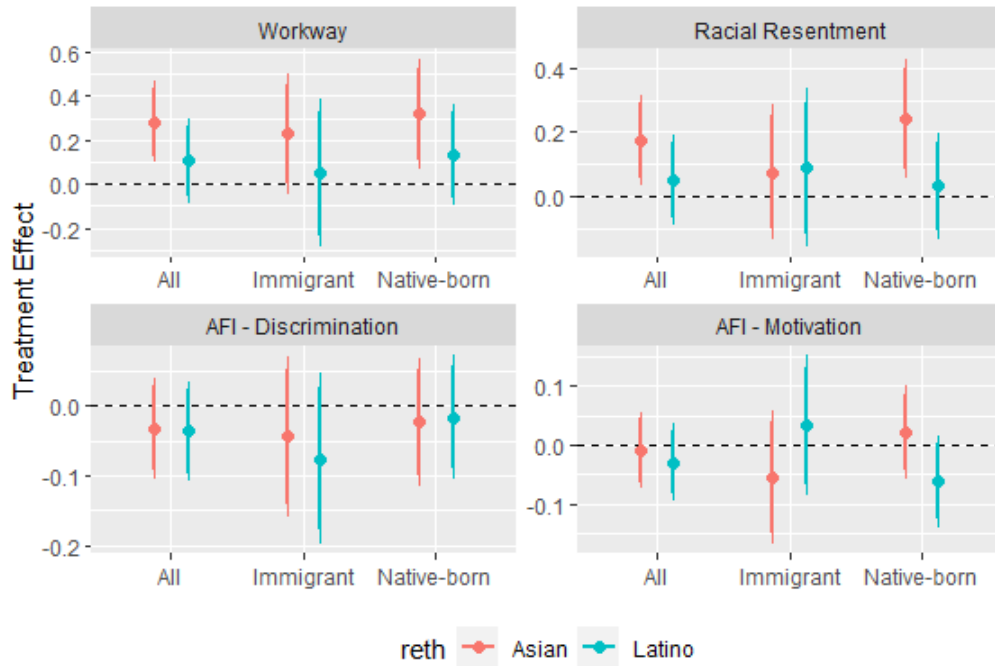 Treatment Effect
Workway
0.6
0.4
0.2
0.0
-0.2
All Immigrant Native-born
Racial Resentment
0.4
0.2
0.0
All Immigrant Native-born
AFI - Discrimination
0.0
-0.1
-0.2
All Immigrant Native-born
AFI - Motivation
0.1
0.0
-0.1
All Immigrant Native-born
reth Asian Latino